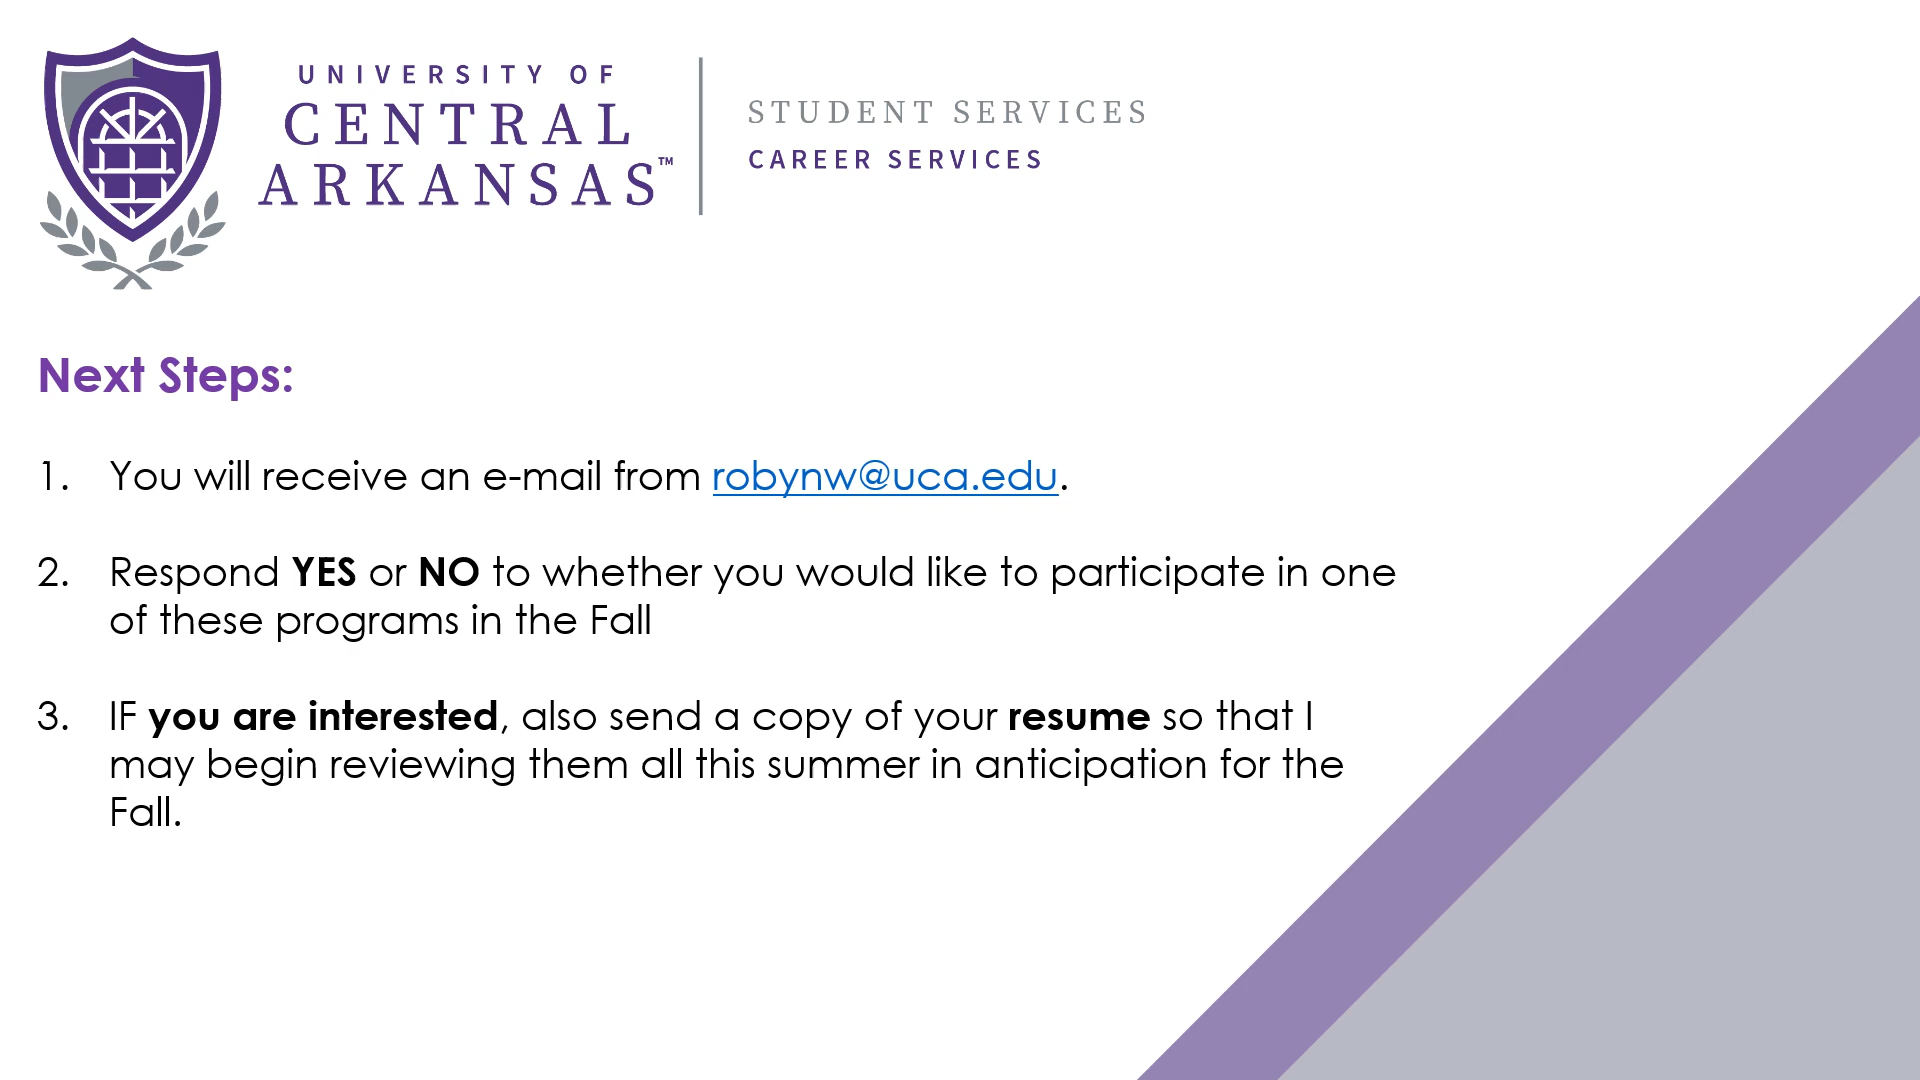 UNIVERSITY OF
CENTRAL
ARKANSAS™
STUDENT SERVICES
CAREER SERVICES
Next Steps:
1. You will receive an e-mail from robynw@uca.edu.
2. Respond YES or NO to whether you would like to participate in one
of these programs in the Fall
3. IF you are interested, also send a copy of your resume so that I
may begin reviewing them all this summer in anticipation for the
Fall.